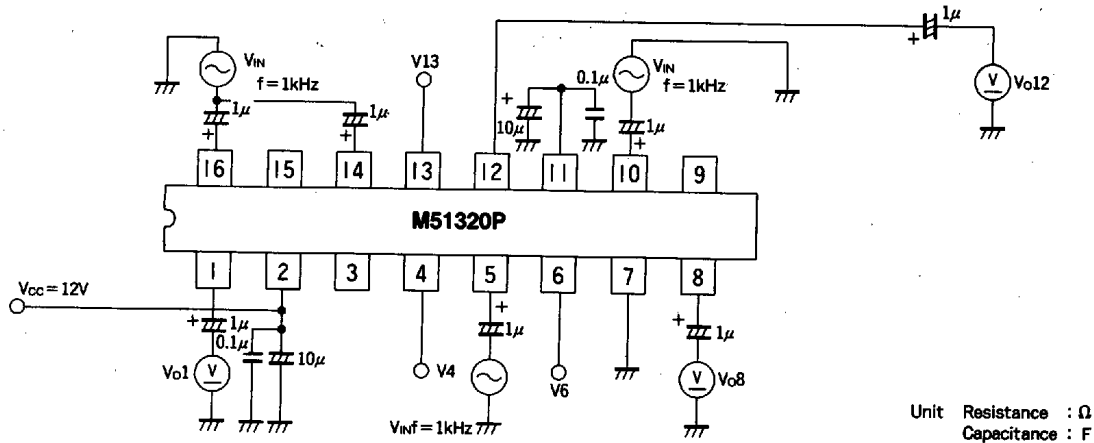 1μ
+
VIN
V13
VIN
0.1μ
f=1kHz
f=1kHz
V
Vo12
1μ
1μ
+
10μ
1μ
+
+
+
16 15 14 13 12 11 10 9
M51320P
1 2 3 4 5 6 7 8
Vcc=12V
+
1μ
+
1μ
+
1μ
0.1μ
10μ
Vo1
V
V4
V6
V
Vo8
VINf=1kHz
Unit Resistance : Ω
Capacitance : F